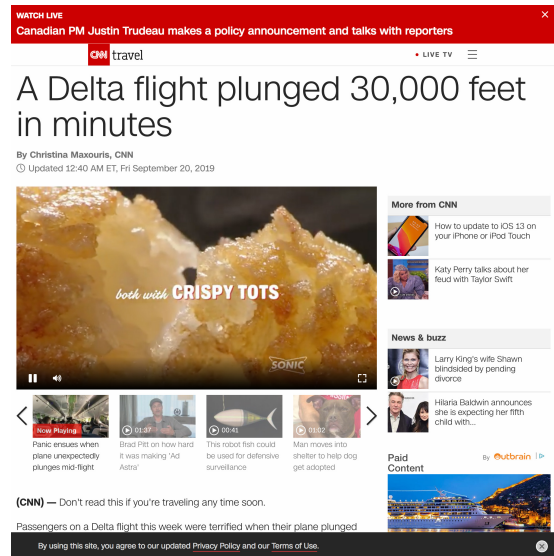 WATCH LIVE
Canadian PM Justin Trudeau makes a policy announcement and talks with reporters
CNN travel
LIVE TV
A Delta flight plunged 30,000 feet
in minutes
By Christina Maxouris, CNN
Updated 12:40 AM ET, Fri September 20, 2019
both with CRISPY TOTS
SONIC
Now Playing
Panic ensues when
plane unexpectedly
plunges mid-flight
01:37
Brad Pitt on how hard
it was making 'Ad
Astra'
00:41
This robot fish could
be used for defensive
surveillance
01:02
Man moves into
shelter to help dog
get adopted
(CNN) — Don't read this if you're traveling any time soon.
Passengers on a Delta flight this week were terrified when their plane plunged
More from CNN
How to update to iOS 13 on
your iPhone or iPod Touch
Katy Perry talks about her
feud with Taylor Swift
News & buzz
Larry King's wife Shawn
blindsided by pending
divorce
Hilaria Baldwin announces
she is expecting her fifth
child with...
Paid
Content
By Outbrain
By using this site, you agree to our updated Privacy Policy and our Terms of Use.